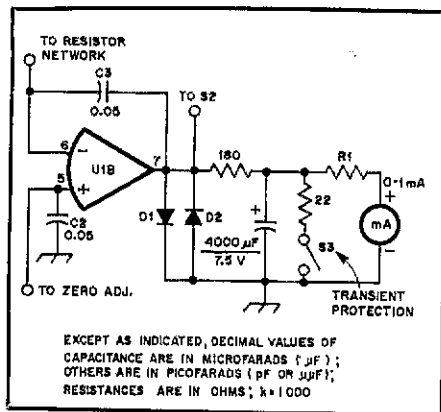 TO RESISTOR
NETWORK
C3
0.05
TO S2
6
-
7
180
R1
0-1mA
+
U1B
5
+
+
22
mA
-
C2
0.05
D1
D2
4000 µF
7.5 V
S3
TO ZERO ADJ.
TRANSIENT
PROTECTION
EXCEPT AS INDICATED, DECIMAL VALUES OF
CAPACITANCE ARE IN MICROFARADS (µF);
OTHERS ARE IN PICOFARADS (pF OR µµF);
RESISTANCES ARE IN OHMS; k=1000